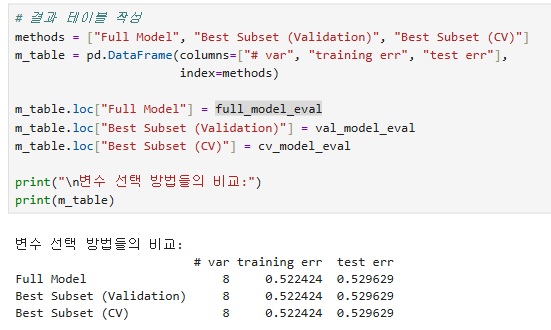 # 결과 테이블 작성
methods = ["Full Model", "Best Subset (Validation)", "Best Subset (CV)"]
m_table = pd.DataFrame(columns=["# var", "training err", "test err"],
                       index=methods)

m_table.loc["Full Model"] = full_model_eval
m_table.loc["Best Subset (Validation)"] = val_model_eval
m_table.loc["Best Subset (CV)"] = cv_model_eval

print("\n변수 선택 방법들의 비교:")
print(m_table)

변수 선택 방법들의 비교:
                         # var training err  test err
Full Model                   8     0.522424  0.529629
Best Subset (Validation)     8     0.522424  0.529629
Best Subset (CV)             8     0.522424  0.529629